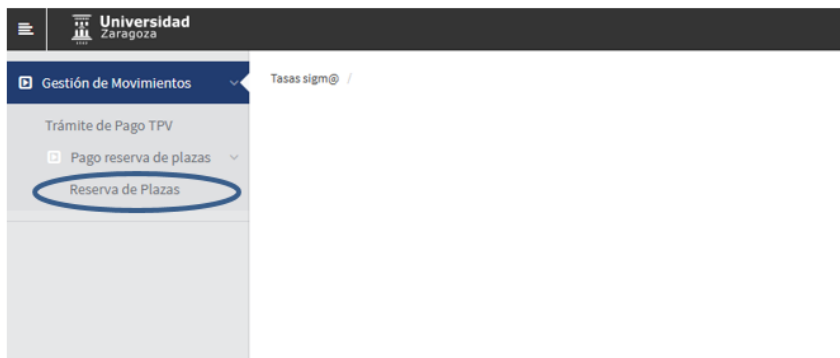 Universidad
Zaragoza
Gestión de Movimientos
Tasas sigm@ /
Trámite de Pago TPV
Pago reserva de plazas
Reserva de Plazas